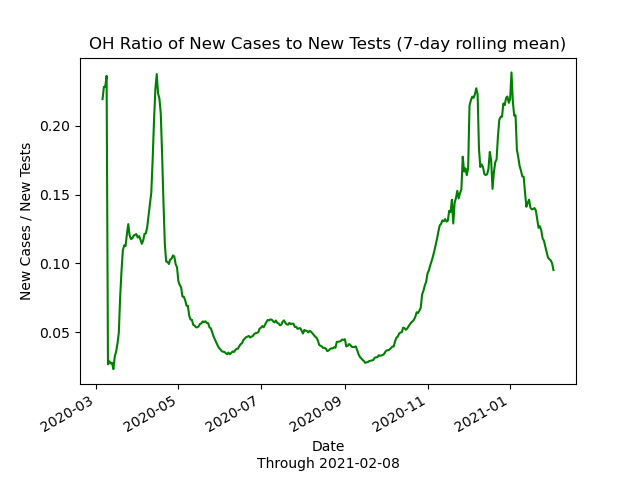 OH Ratio of New Cases to New Tests (7-day rolling mean)
New Cases / New Tests
0.20
0.15
0.10
0.05
2020-03
2020-05
2020-07
2020-09
2020-11
2021-01
Date
Through 2021-02-08